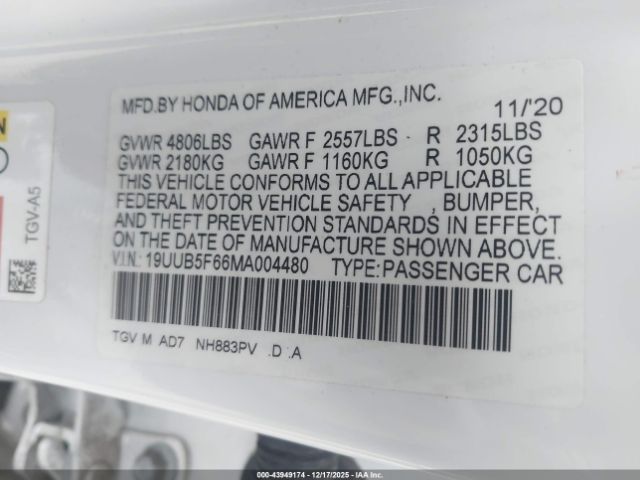 MFD.BY HONDA OF AMERICA MFG.,INC. 11/'20
GVWR 4806LBS GAWR F 2557LBS - R 2315LBS
GVWR 2180KG GAWR F 1160KG R 1050KG
THIS VEHICLE CONFORMS TO ALL APPLICABLE
FEDERAL MOTOR VEHICLE SAFETY , BUMPER,
AND THEFT PREVENTION STANDARDS IN EFFECT
ON THE DATE OF MANUFACTURE SHOWN ABOVE.
V.I.N.:19UUB5F66MA004480 TYPE:PASSENGER CAR
TGV M AD7 NH883PV .D :A
TGV-A5
© 43949174 - 12/17/2025 - IAA